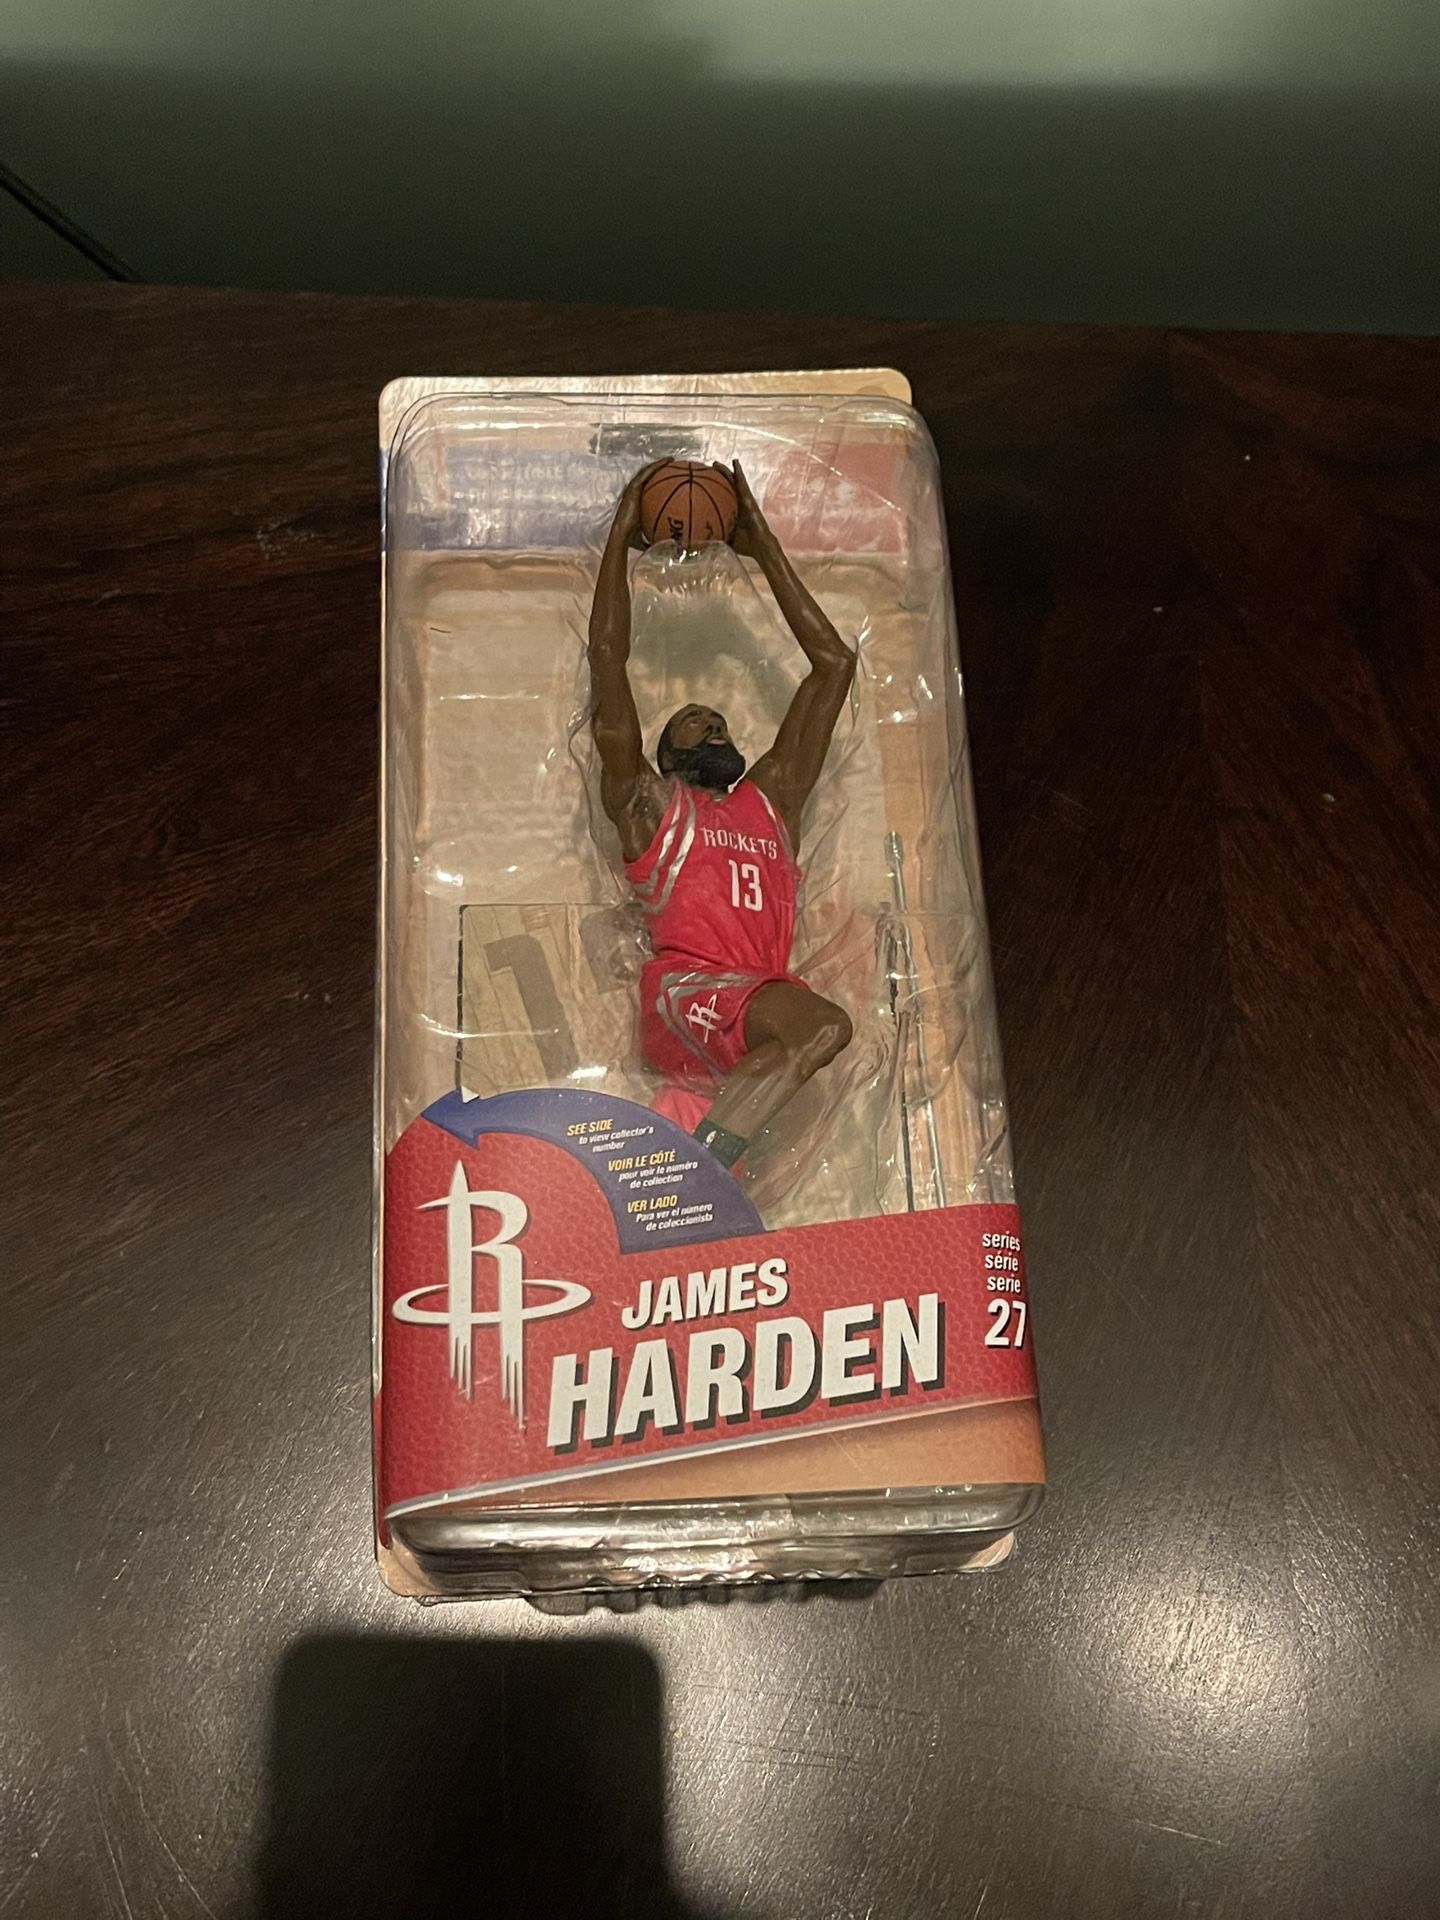 ROCKETS
13
SEE SIDE
to view collector's
number
VOIR LE CÔTÉ
pour voir le numéro
de collection
VER LADO
Para ver el número
de coleccionista
R
JAMES
HARDEN
series
série
serie
27